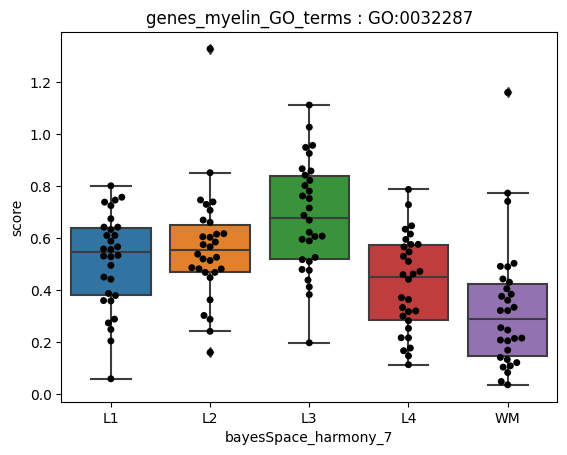 genes_myelin_GO_terms : GO:0032287
1.2
1.0
0.8
0.6
0.4
0.2
0.0
score
L1 L2 L3 L4 WM
bayesSpace_harmony_7